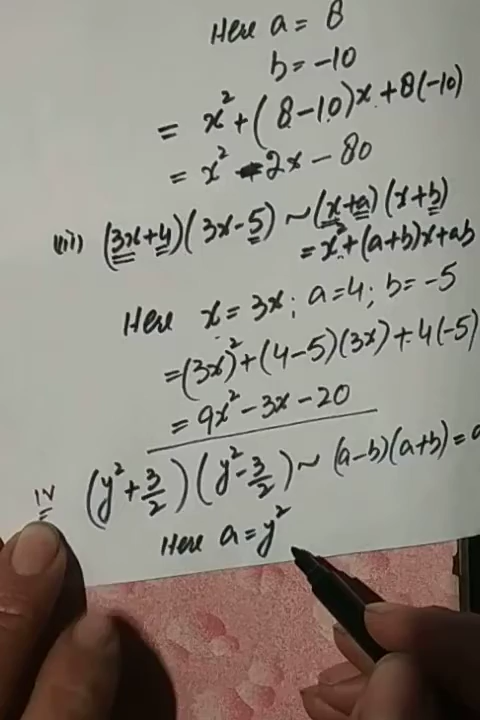 Here a = 8
b = -10
= x² + (8-10)x + 8(-10)
= x² - 2x - 80
(iii) (3x+4)(3x-5) ~ (x+a)(x+b)
= x² + (a+b)x + ab
Here x = 3x; a = 4; b = -5
= (3x)² + (4-5)(3x) + 4(-5)
= 9x² - 3x - 20
iv (y² + 3/2)(y² - 3/2) ~ (a-b)(a+b) =
Here a = y²